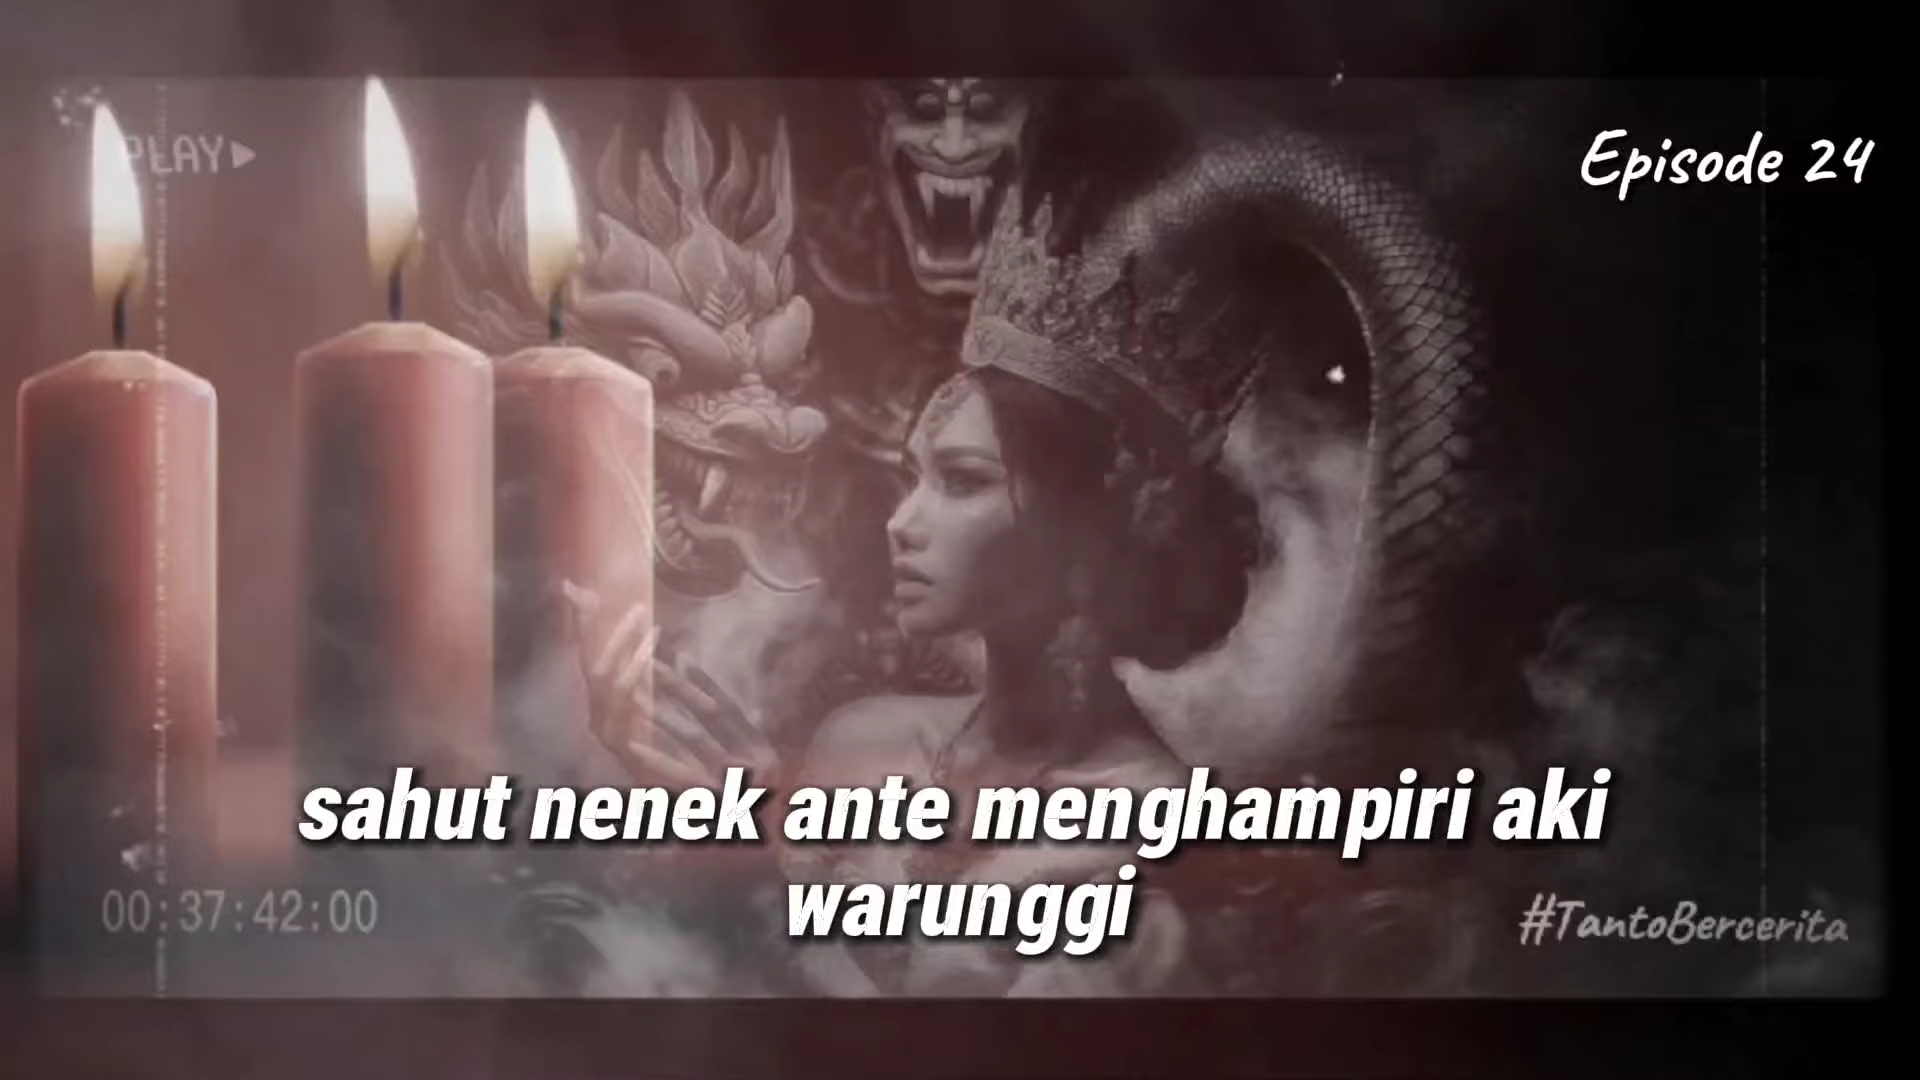 PLAY
Episode 24
sahut nenek ante menghampiri aki
warunggi
00:37:42:00
#TantoBercerita